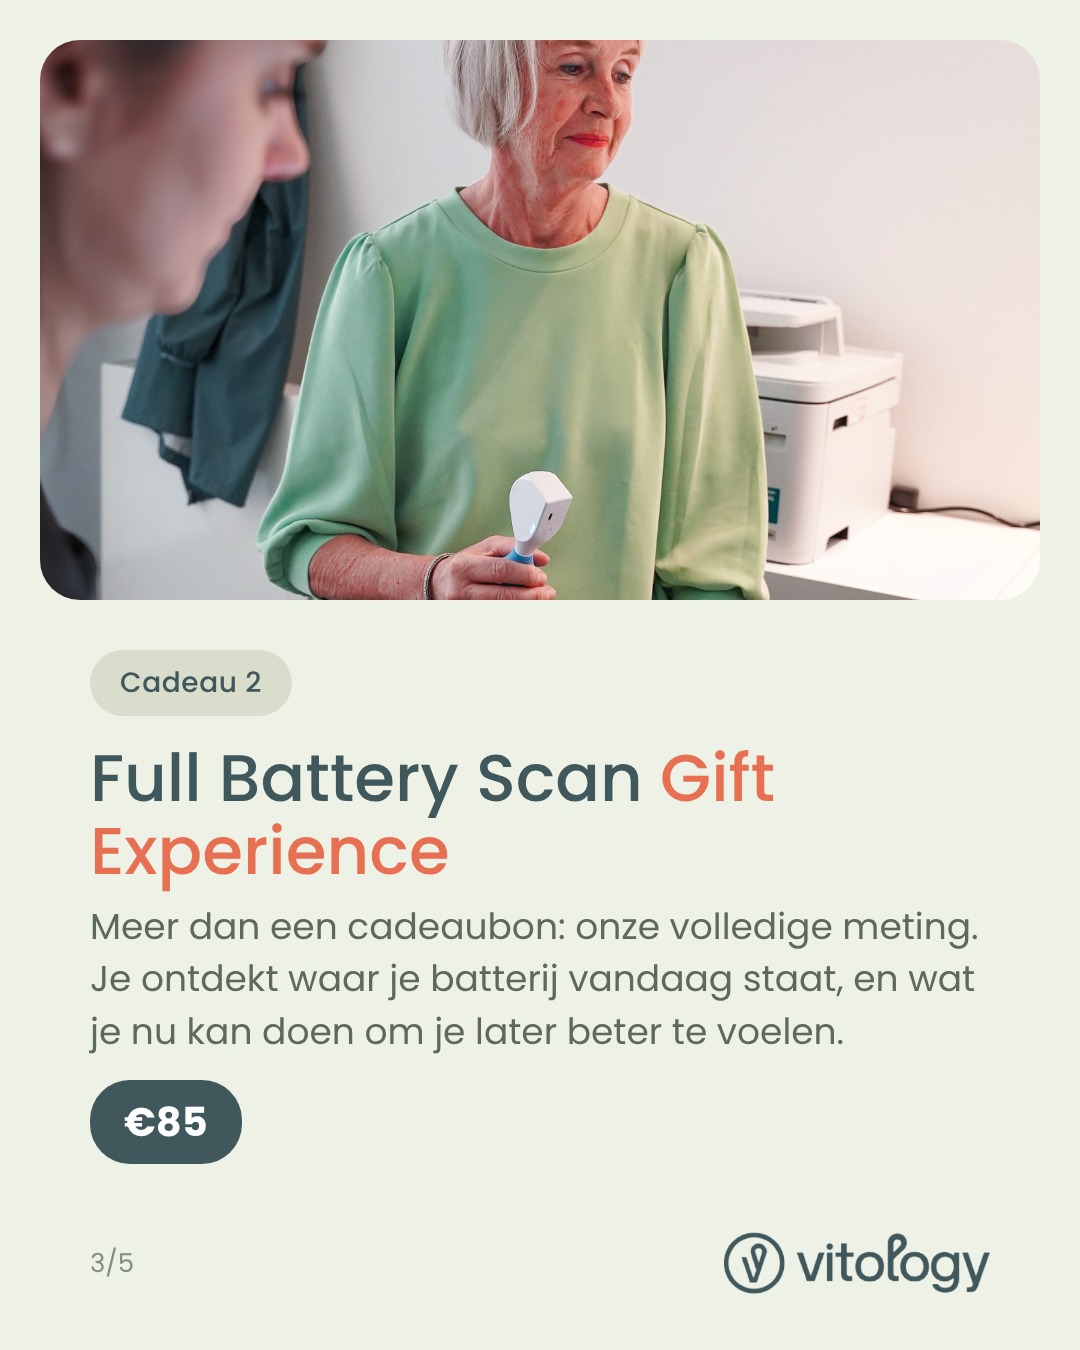 Cadeau 2
Full Battery Scan Gift
Experience
Meer dan een cadeaubon: onze volledige meting.
Je ontdekt waar je batterij vandaag staat, en wat
je nu kan doen om je later beter te voelen.
€85
3/5
vitology